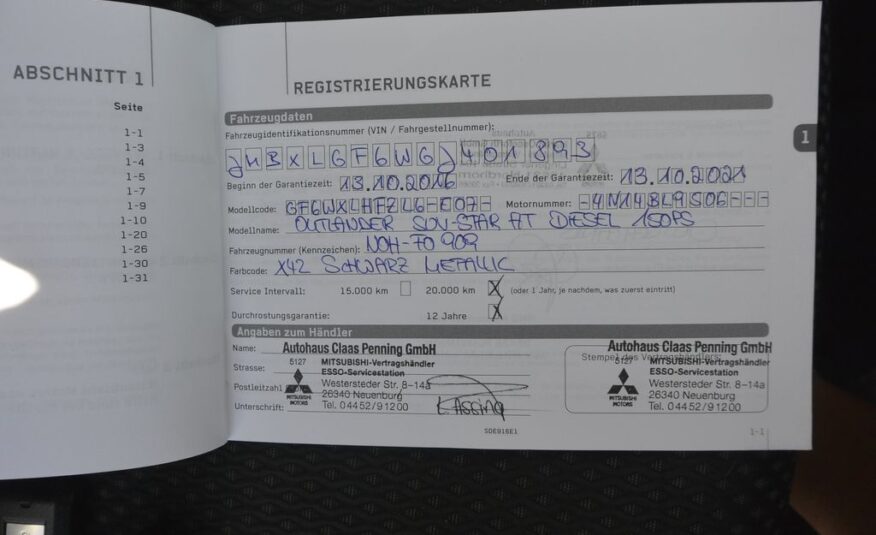 ABSCHNITT 1
Seite
1-1
1-3
1-4
1-5
1-7
1-9
1-10
1-20
1-26
1-30
1-31
REGISTRIERUNGSKARTE
Fahrzeugdaten
Fahrzeugidentifikationsnummer (VIN / Fahrgestellnummer):
JMBXLGF6WGJ401893
Beginn der Garantiezeit: 13.10.2016 Ende der Garantiezeit: 13.10.2021
Modellcode: GF6WXLHFZL6-E07- Motornummer: -4N14BL9506---
Modellname: OUTLANDER SUV-STAR AT DIESEL 150PS
Fahrzeugnummer (Kennzeichen): NOH-FO 909
Farbcode: X42 SCHWARZ METALLIC
Service Intervall: 15.000 km 20.000 km X (oder 1 Jahr, je nachdem, was zuerst eintritt)
Durchrostungsgarantie: 12 Jahre X
Angaben zum Händler
Name: Autohaus Claas Penning GmbH
5127 MITSUBISHI-Vertragshändler
Straße: ESSO-Servicestation
Westersteder Str. 8-14a
Postleitzahl
26340 Neuenburg
MITSUBISHI MOTORS
Unterschrift: Tel. 04452/91200
K. Assing
Autohaus Claas Penning GmbH
Stempel des Vertragshändlers
5127 MITSUBISHI-Vertragshändler
ESSO-Servicestation
Westersteder Str. 8-14a
26340 Neuenburg
MITSUBISHI MOTORS
Tel. 04452/91200
SDE916E1
1-1
1